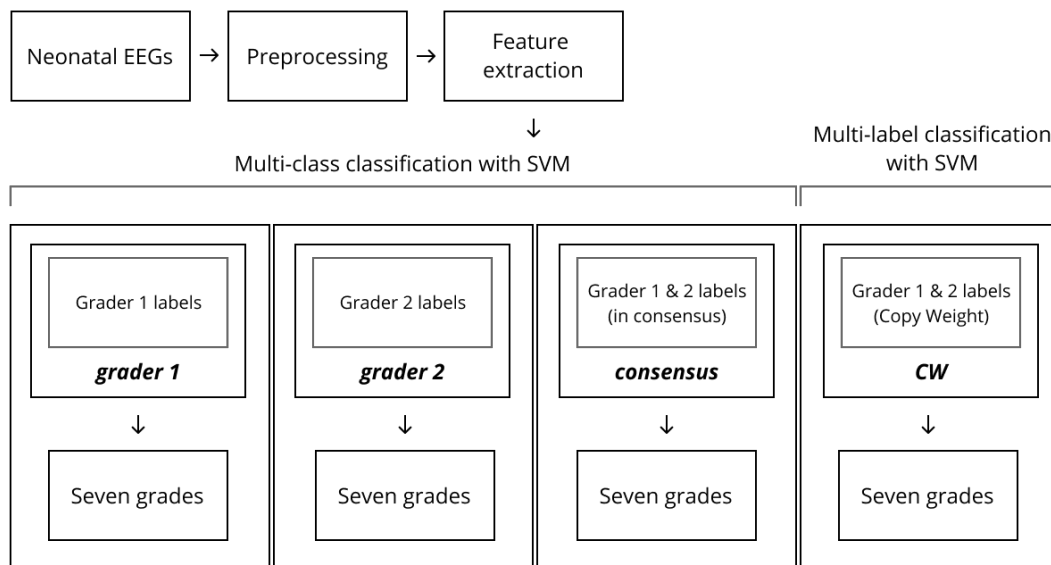 Neonatal EEGs
→
Preprocessing
→
Feature
extraction
↓
Multi-class classification with SVM
Multi-label classification
with SVM
Grader 1 labels
grader 1
↓
Seven grades
Grader 2 labels
grader 2
↓
Seven grades
Grader 1 & 2 labels
(in consensus)
consensus
↓
Seven grades
Grader 1 & 2 labels
(Copy Weight)
CW
↓
Seven grades